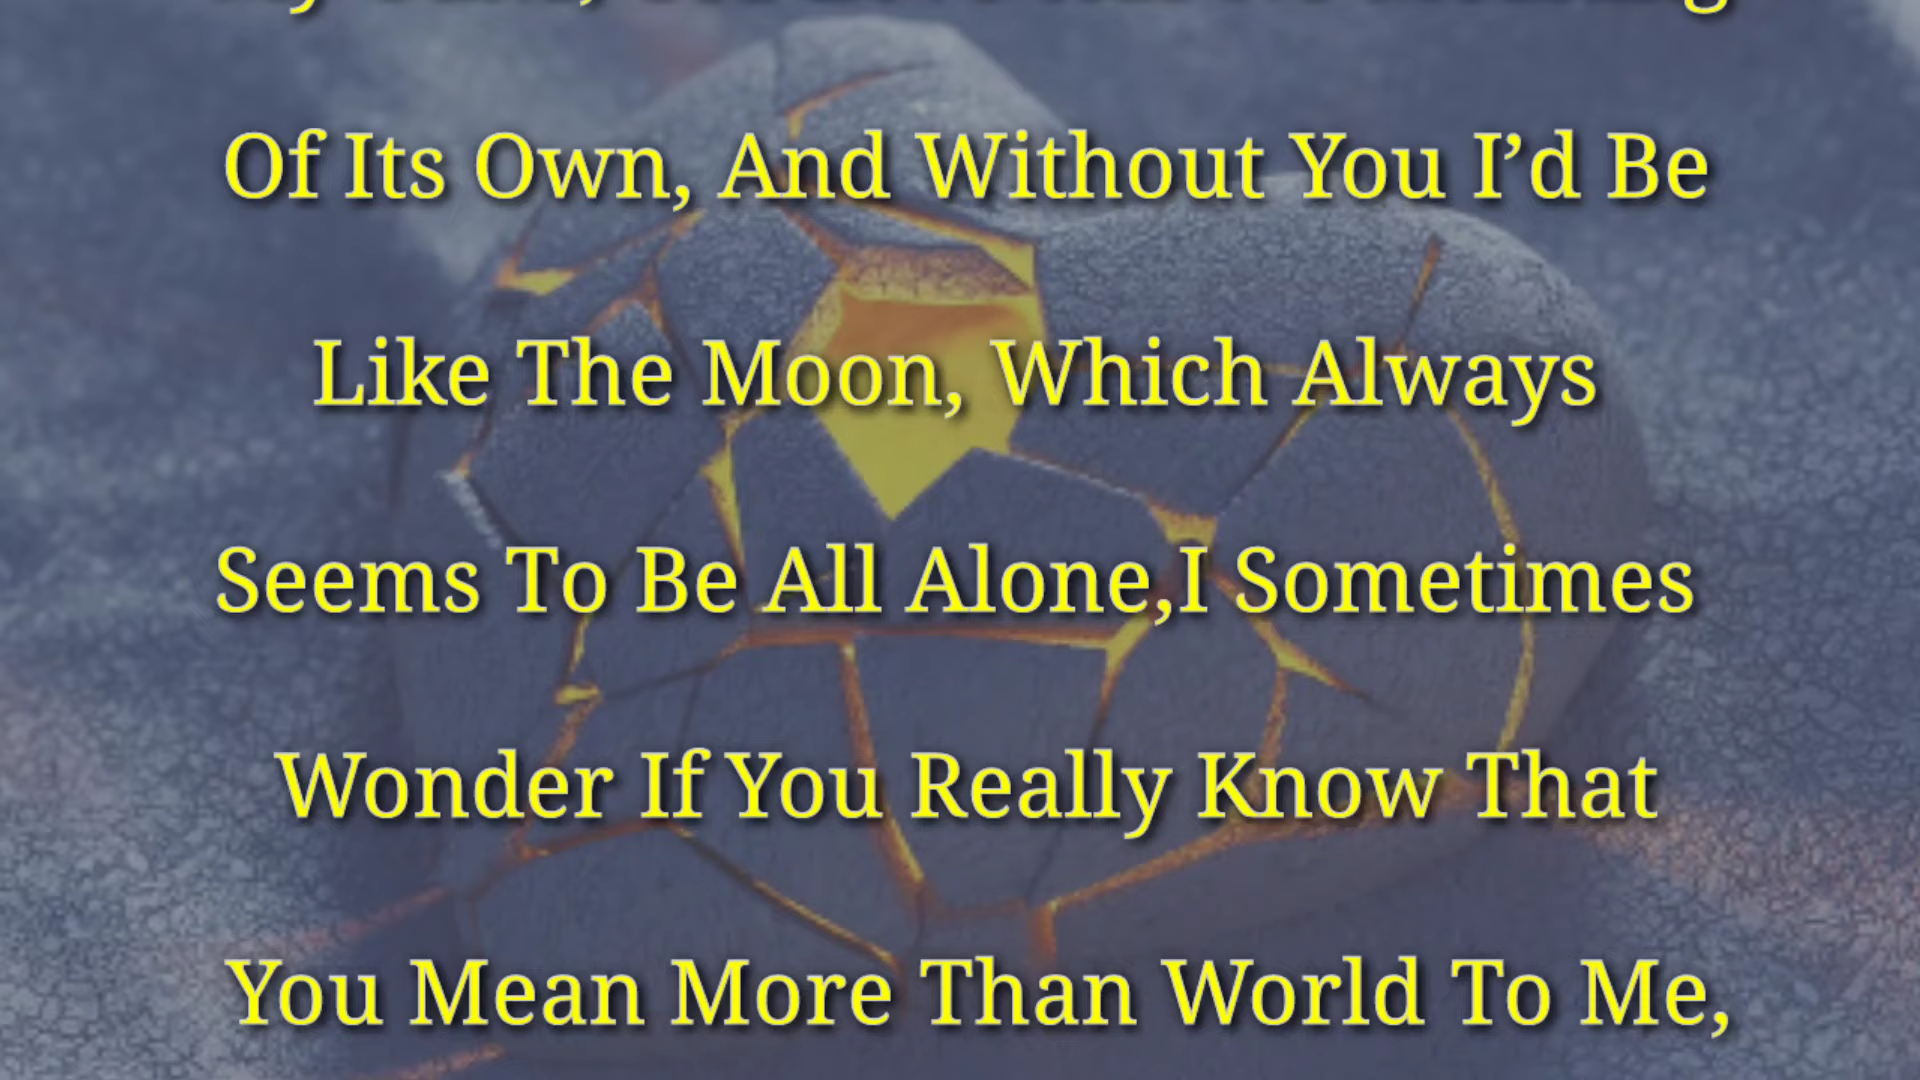 Of Its Own, And Without You I’d Be
Like The Moon, Which Always
Seems To Be All Alone,I Sometimes
Wonder If You Really Know That
You Mean More Than World To Me,